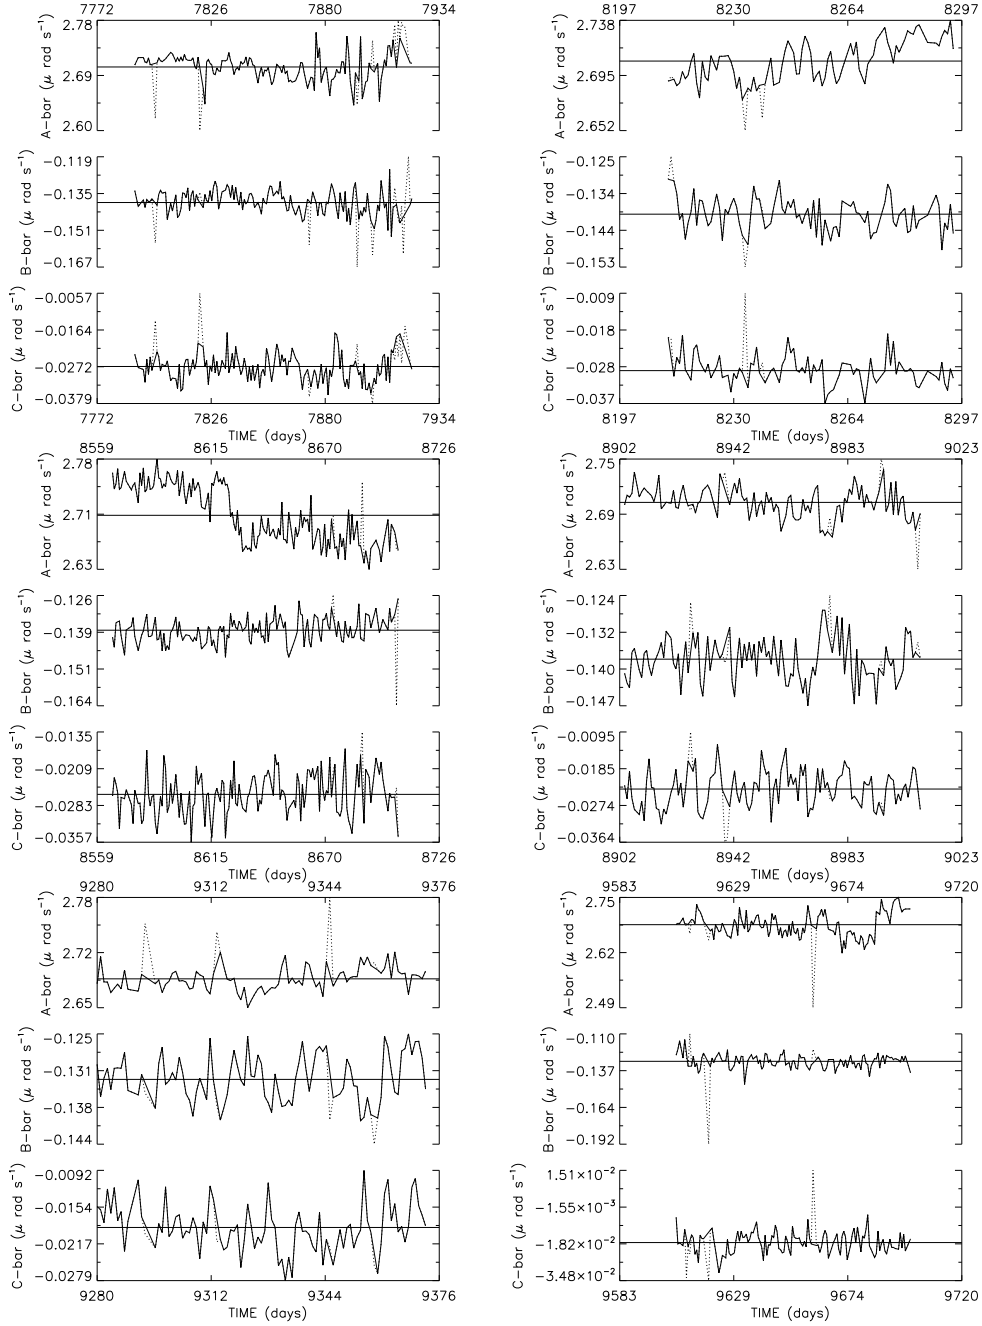 7772 7826 7880 7934
2.78
2.69
2.60
A-bar (μ rad s⁻¹)
-0.119
-0.135
-0.151
-0.167
B-bar (μ rad s⁻¹)
-0.0057
-0.0164
-0.0272
-0.0379
C-bar (μ rad s⁻¹)
7772 7826 7880 7934
TIME (days)
8197 8230 8264 8297
2.738
2.695
2.652
A-bar (μ rad s⁻¹)
-0.125
-0.134
-0.144
-0.153
B-bar (μ rad s⁻¹)
-0.009
-0.018
-0.028
-0.037
C-bar (μ rad s⁻¹)
8197 8230 8264 8297
TIME (days)
8559 8615 8670 8726
2.78
2.71
2.63
A-bar (μ rad s⁻¹)
-0.126
-0.139
-0.151
-0.164
B-bar (μ rad s⁻¹)
-0.0135
-0.0209
-0.0283
-0.0357
C-bar (μ rad s⁻¹)
8559 8615 8670 8726
TIME (days)
8902 8942 8983 9023
2.75
2.69
2.63
A-bar (μ rad s⁻¹)
-0.124
-0.132
-0.140
-0.147
B-bar (μ rad s⁻¹)
-0.0095
-0.0185
-0.0274
-0.0364
C-bar (μ rad s⁻¹)
8902 8942 8983 9023
TIME (days)
9280 9312 9344 9376
2.78
2.72
2.65
A-bar (μ rad s⁻¹)
-0.125
-0.131
-0.138
-0.144
B-bar (μ rad s⁻¹)
-0.0092
-0.0154
-0.0217
-0.0279
C-bar (μ rad s⁻¹)
9280 9312 9344 9376
TIME (days)
9583 9629 9674 9720
2.75
2.62
2.49
A-bar (μ rad s⁻¹)
-0.110
-0.137
-0.164
-0.192
B-bar (μ rad s⁻¹)
1.51×10⁻²
-1.55×10⁻³
-1.82×10⁻²
-3.48×10⁻²
C-bar (μ rad s⁻¹)
9583 9629 9674 9720
TIME (days)